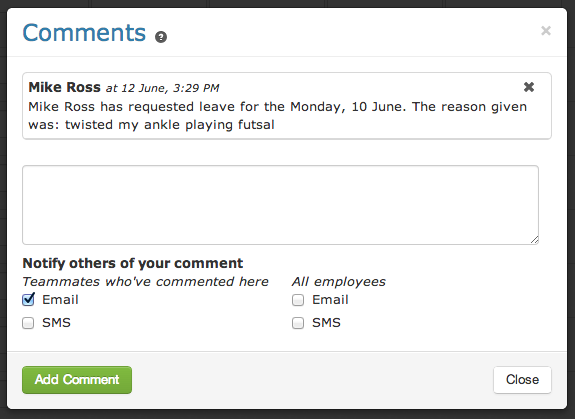 Comments ?
Mike Ross at 12 June, 3:29 PM
Mike Ross has requested leave for the Monday, 10 June. The reason given
was: twisted my ankle playing futsal
Notify others of your comment
Teammates who've commented here All employees
Email Email
SMS SMS
Add Comment Close